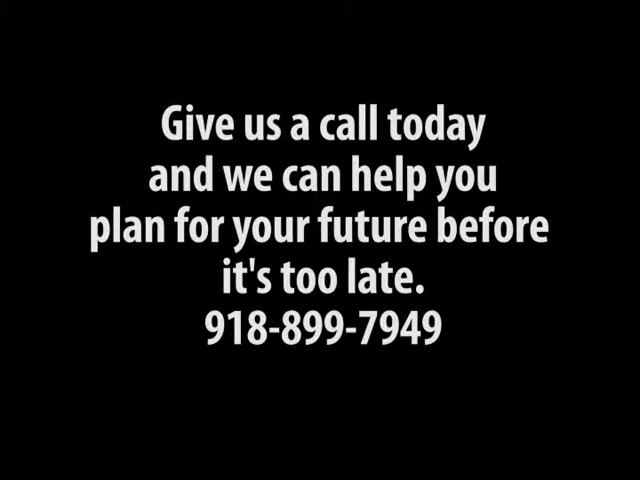 Give us a call today
and we can help you
plan for your future before
it's too late.
918-899-7949